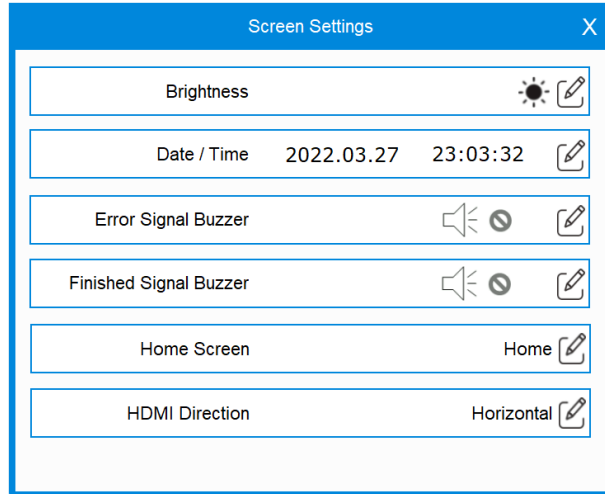 Screen Settings X
Brightness
Date / Time 2022.03.27 23:03:32
Error Signal Buzzer
Finished Signal Buzzer
Home Screen Home
HDMI Direction Horizontal